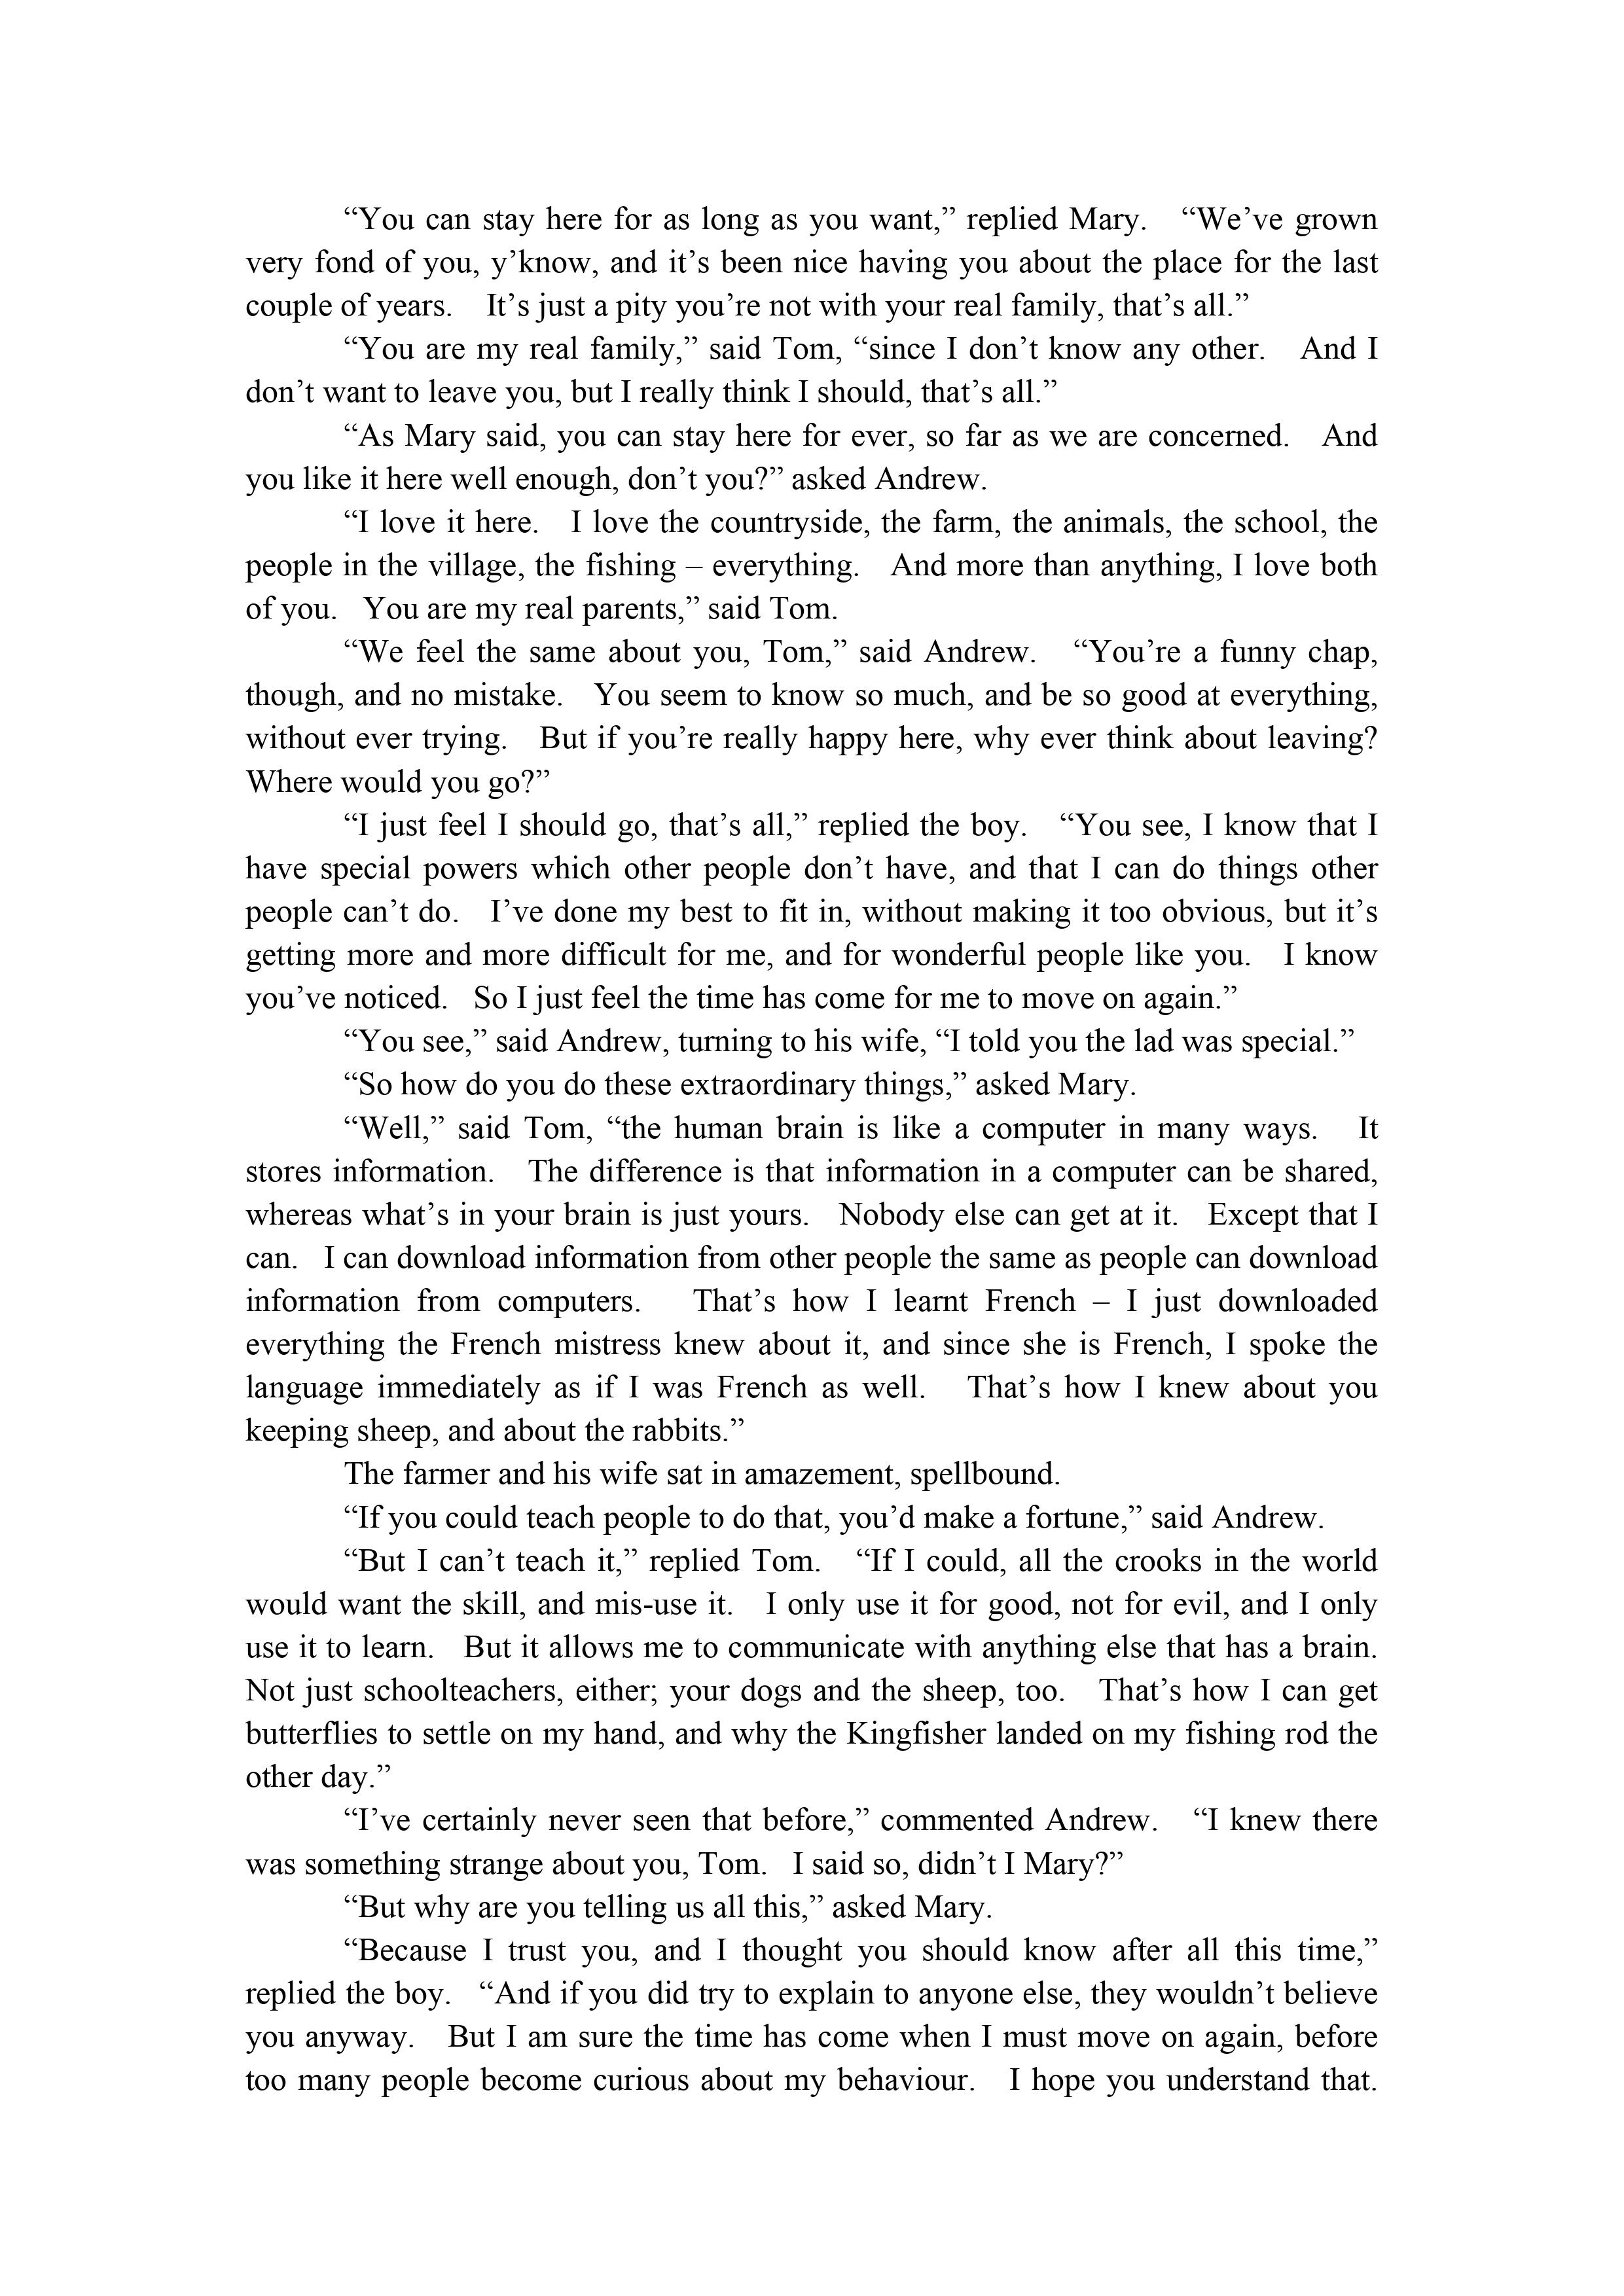 “You can stay here for as long as you want,” replied Mary. “We’ve grown
very fond of you, y’know, and it’s been nice having you about the place for the last
couple of years. It’s just a pity you’re not with your real family, that’s all.”
“You are my real family,” said Tom, “since I don’t know any other. And I
don’t want to leave you, but I really think I should, that’s all.”
“As Mary said, you can stay here for ever, so far as we are concerned. And
you like it here well enough, don’t you?” asked Andrew.
“I love it here. I love the countryside, the farm, the animals, the school, the
people in the village, the fishing – everything. And more than anything, I love both
of you. You are my real parents,” said Tom.
“We feel the same about you, Tom,” said Andrew. “You’re a funny chap,
though, and no mistake. You seem to know so much, and be so good at everything,
without ever trying. But if you’re really happy here, why ever think about leaving?
Where would you go?”
“I just feel I should go, that’s all,” replied the boy. “You see, I know that I
have special powers which other people don’t have, and that I can do things other
people can’t do. I’ve done my best to fit in, without making it too obvious, but it’s
getting more and more difficult for me, and for wonderful people like you. I know
you’ve noticed. So I just feel the time has come for me to move on again.”
“You see,” said Andrew, turning to his wife, “I told you the lad was special.”
“So how do you do these extraordinary things,” asked Mary.
“Well,” said Tom, “the human brain is like a computer in many ways. It
stores information. The difference is that information in a computer can be shared,
whereas what’s in your brain is just yours. Nobody else can get at it. Except that I
can. I can download information from other people the same as people can download
information from computers. That’s how I learnt French – I just downloaded
everything the French mistress knew about it, and since she is French, I spoke the
language immediately as if I was French as well. That’s how I knew about you
keeping sheep, and about the rabbits.”
The farmer and his wife sat in amazement, spellbound.
“If you could teach people to do that, you’d make a fortune,” said Andrew.
“But I can’t teach it,” replied Tom. “If I could, all the crooks in the world
would want the skill, and mis-use it. I only use it for good, not for evil, and I only
use it to learn. But it allows me to communicate with anything else that has a brain.
Not just schoolteachers, either; your dogs and the sheep, too. That’s how I can get
butterflies to settle on my hand, and why the Kingfisher landed on my fishing rod the
other day.”
“I’ve certainly never seen that before,” commented Andrew. “I knew there
was something strange about you, Tom. I said so, didn’t I Mary?”
“But why are you telling us all this,” asked Mary.
“Because I trust you, and I thought you should know after all this time,”
replied the boy. “And if you did try to explain to anyone else, they wouldn’t believe
you anyway. But I am sure the time has come when I must move on again, before
too many people become curious about my behaviour. I hope you understand that.